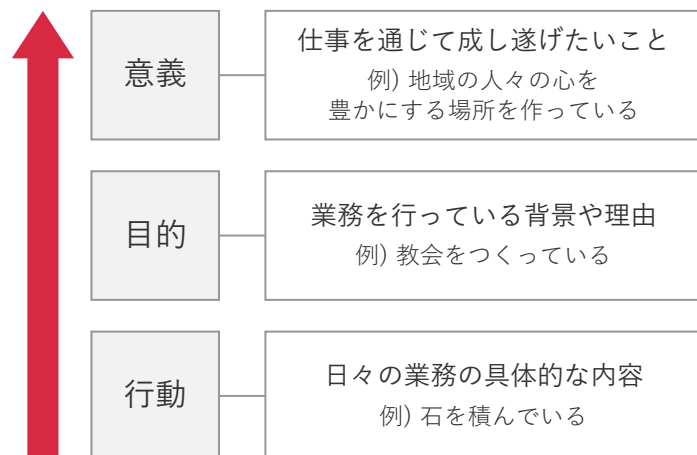 意義
仕事を通じて成し遂げたいこと
例) 地域の人々の心を
豊かにする場所を作っている
目的
業務を行っている背景や理由
例) 教会をつくっている
行動
日々の業務の具体的な内容
例) 石を積んでいる